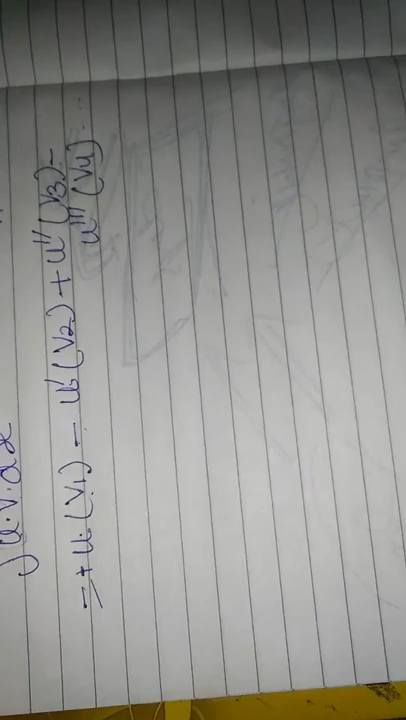 ∫u.v.dx
= + u.(v1) - u'(v2) + u''(v3) -
u'''(v4)...